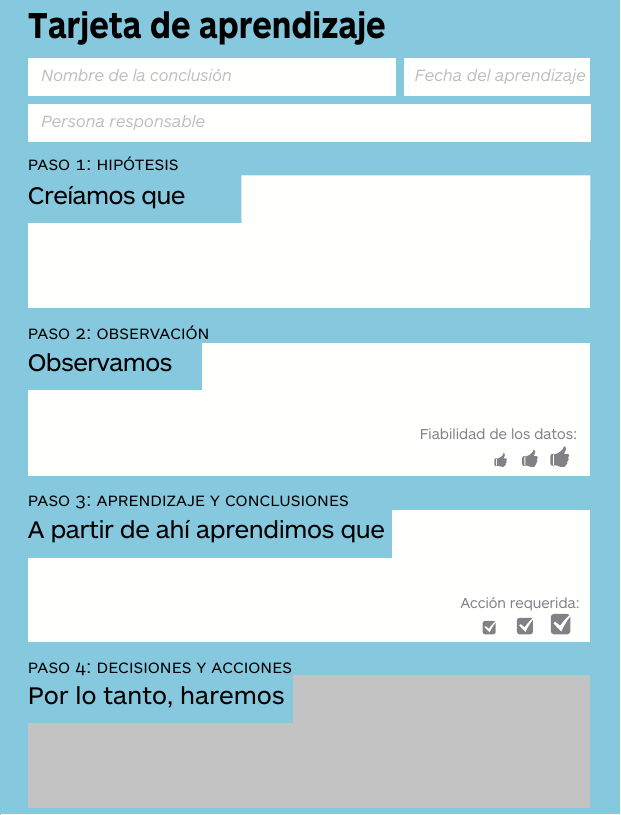 Tarjeta de aprendizaje
Nombre de la conclusión
Fecha del aprendizaje
Persona responsable
PASO 1: HIPÓTESIS
Creíamos que
PASO 2: OBSERVACIÓN
Observamos
Fiabilidad de los datos:
PASO 3: APRENDIZAJE Y CONCLUSIONES
A partir de ahí aprendimos que
Acción requerida:
PASO 4: DECISIONES Y ACCIONES
Por lo tanto, haremos